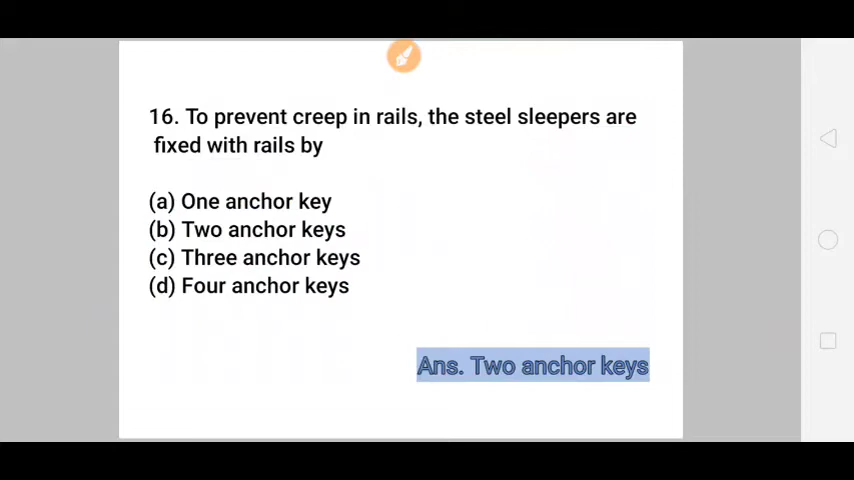 16. To prevent creep in rails, the steel sleepers are
fixed with rails by
(a) One anchor key
(b) Two anchor keys
(c) Three anchor keys
(d) Four anchor keys
Ans. Two anchor keys